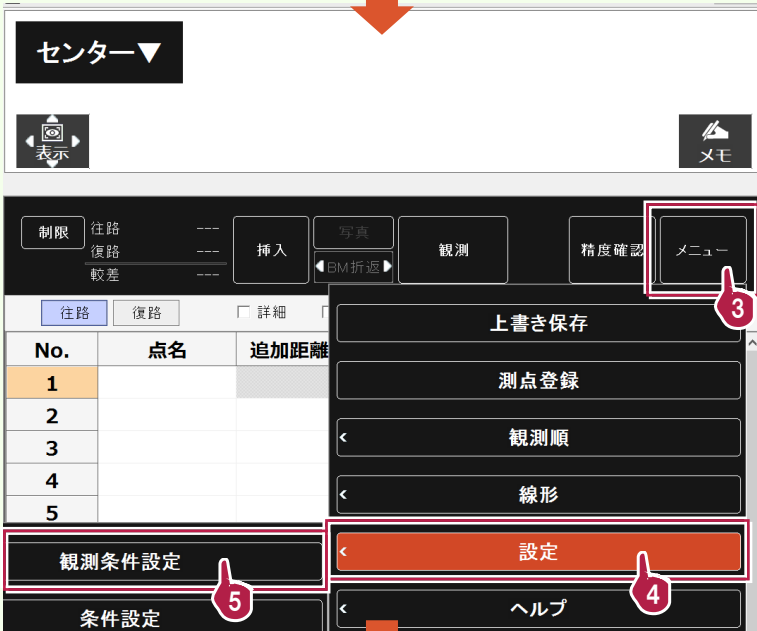 センター▼
表示
メモ
制限
往路 ---
復路 ---
較差 ---
挿入
写真
BM折返
観測
精度確認
メニュー
3
往路
復路
詳細
上書き保存
No.
点名
追加距離
測点登録
1
2
観測順
3
4
線形
5
設定
観測条件設定
4
5
ヘルプ
条件設定